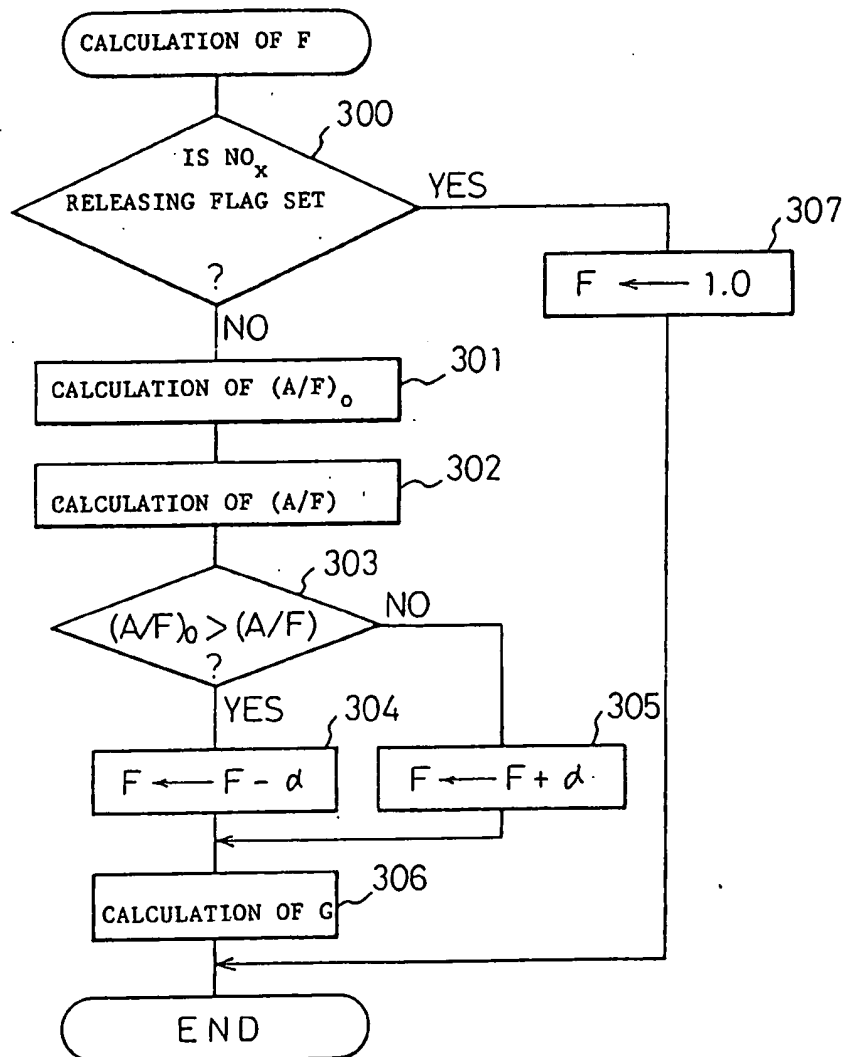 CALCULATION OF F
300
IS NOx
RELEASING FLAG SET
?
YES
NO
307
F ← 1.0
301
CALCULATION OF (A/F)o
302
CALCULATION OF (A/F)
303
(A/F)o > (A/F)
?
NO
YES
304
F ← F - α
305
F ← F + α
306
CALCULATION OF G
END